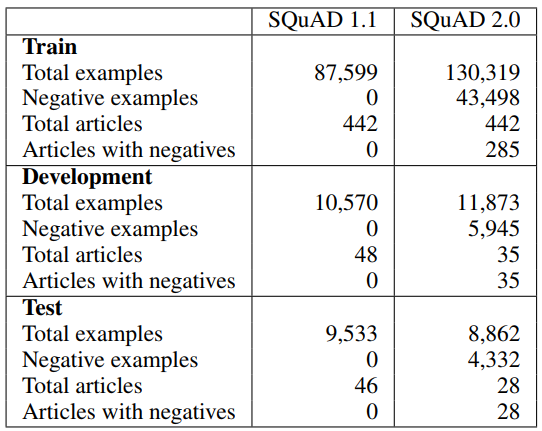 SQuAD 1.1 SQuAD 2.0
Train
Total examples 87,599 130,319
Negative examples 0 43,498
Total articles 442 442
Articles with negatives 0 285
Development
Total examples 10,570 11,873
Negative examples 0 5,945
Total articles 48 35
Articles with negatives 0 35
Test
Total examples 9,533 8,862
Negative examples 0 4,332
Total articles 46 28
Articles with negatives 0 28